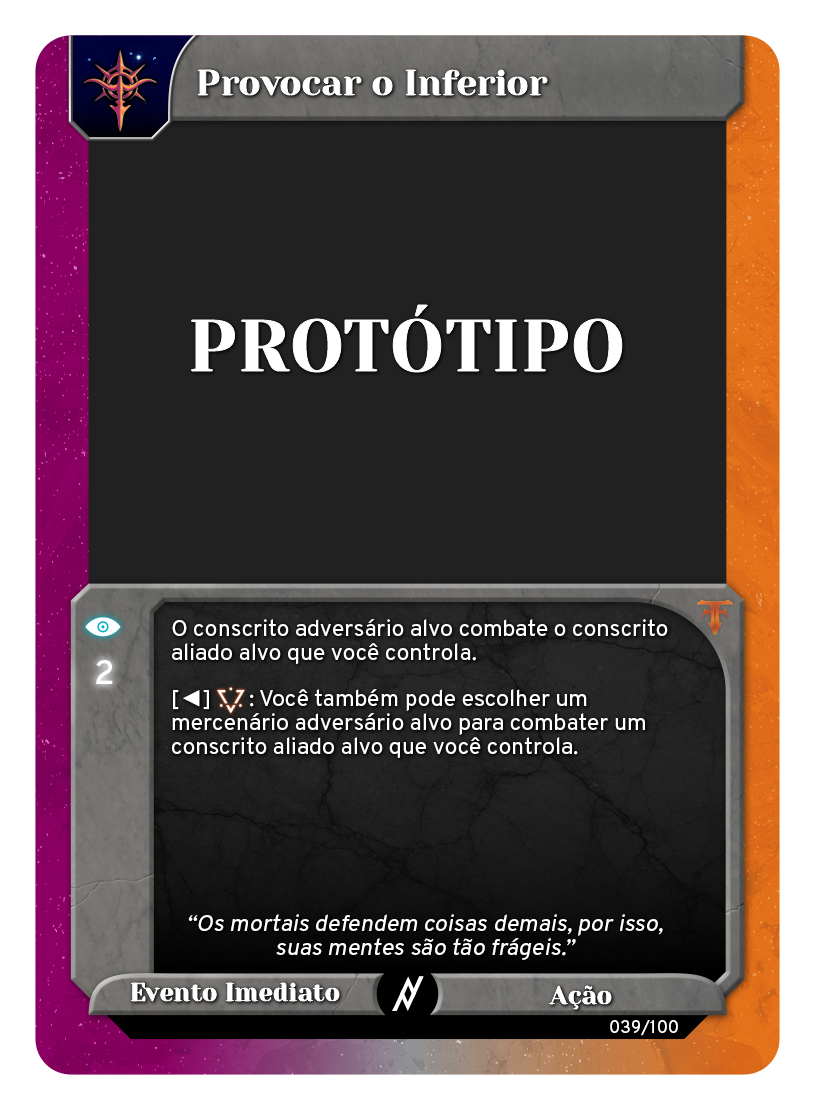 Provocar o Inferior
PROTÓTIPO
2
O conscrito adversário alvo combate o conscrito
aliado alvo que você controla.
[◄] : Você também pode escolher um
mercenário adversário alvo para combater um
conscrito aliado alvo que você controla.
“Os mortais defendem coisas demais, por isso,
suas mentes são tão frágeis.”
Evento Imediato
Ação
039/100